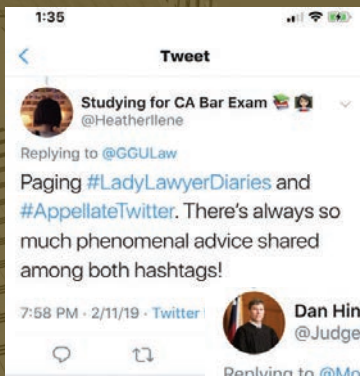 1:35
Tweet
Studying for CA Bar Exam 📚 👩‍🏫
@HeatherIlene
Replying to @GGULaw
Paging #LadyLawyerDiaries and
#AppellateTwitter. There's always so
much phenomenal advice shared
among both hashtags!
7:58 PM · 2/11/19 · Twitter
Dan Hin
@Judge
Replying to @Mo